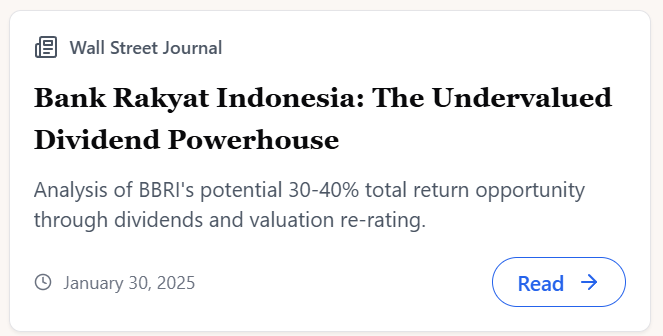 Wall Street Journal
Bank Rakyat Indonesia: The Undervalued
Dividend Powerhouse
Analysis of BBRI's potential 30-40% total return opportunity
through dividends and valuation re-rating.
January 30, 2025
Read